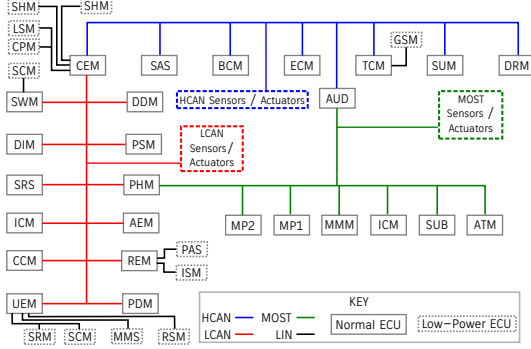 SHM
SHM
LSM
CPM
GSM
CEM
SAS
BCM
ECM
TCM
SUM
DRM
SCM
SWM
DDM
HCAN Sensors / Actuators
AUD
MOST
Sensors /
Actuators
LCAN
Sensors/
Actuators
DIM
PSM
SRS
PHM
ICM
AEM
MP2
MP1
MMM
ICM
SUB
ATM
CCM
REM
PAS
ISM
UEM
PDM
SRM
SCM
MMS
RSM
KEY
HCAN
MOST
LCAN
LIN
Normal ECU
Low-Power ECU